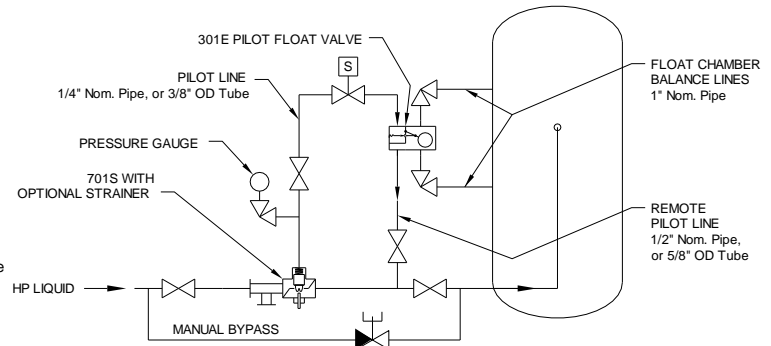 301E PILOT FLOAT VALVE
S
PILOT LINE
1/4" Nom. Pipe, or 3/8" OD Tube
FLOAT CHAMBER
BALANCE LINES
1" Nom. Pipe
PRESSURE GAUGE
701S WITH
OPTIONAL STRAINER
REMOTE
PILOT LINE
1/2" Nom. Pipe,
or 5/8" OD Tube
e
HP LIQUID
MANUAL BYPASS